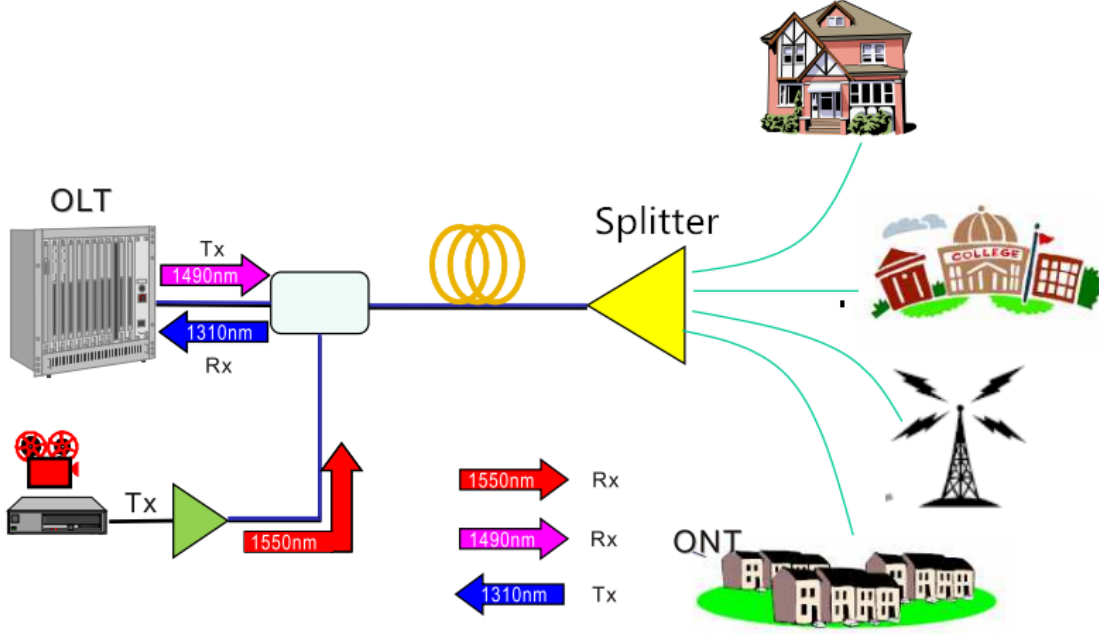 OLT
Tx
1490nm
1310nm
Rx
Splitter
COLLEGE
Tx
1550nm
1550nm Rx
1490nm Rx
1310nm Tx
ONT